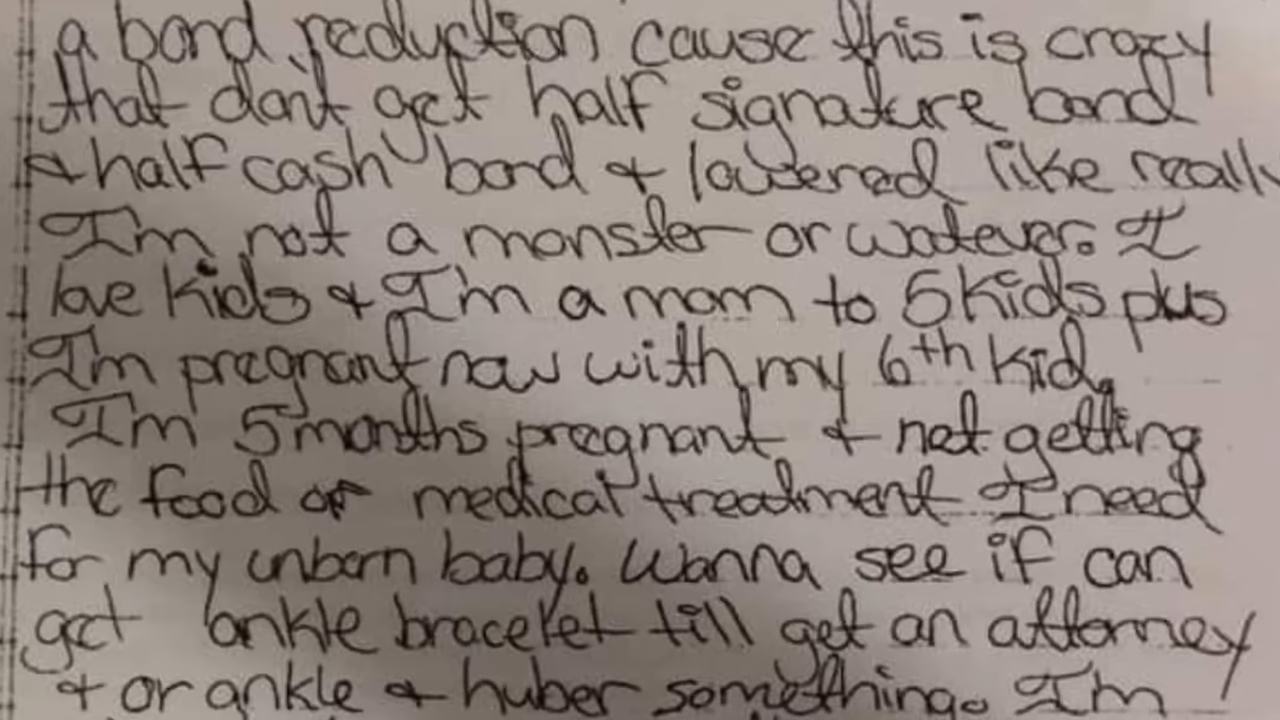 a bond reduction cause this is crazy
that dont get half signature bond
& half cash bond & lowered like really
I'm not a monster or watever. I
love kids & I'm a mom to 5 kids plus
I'm pregnant now with my 6th kid.
I'm 5 months pregnant & not getting
the food or medical treatment I need
for my unborn baby. Wanna see if can
get ankle bracelet till get an attorney
& or ankle & huber something. I'm